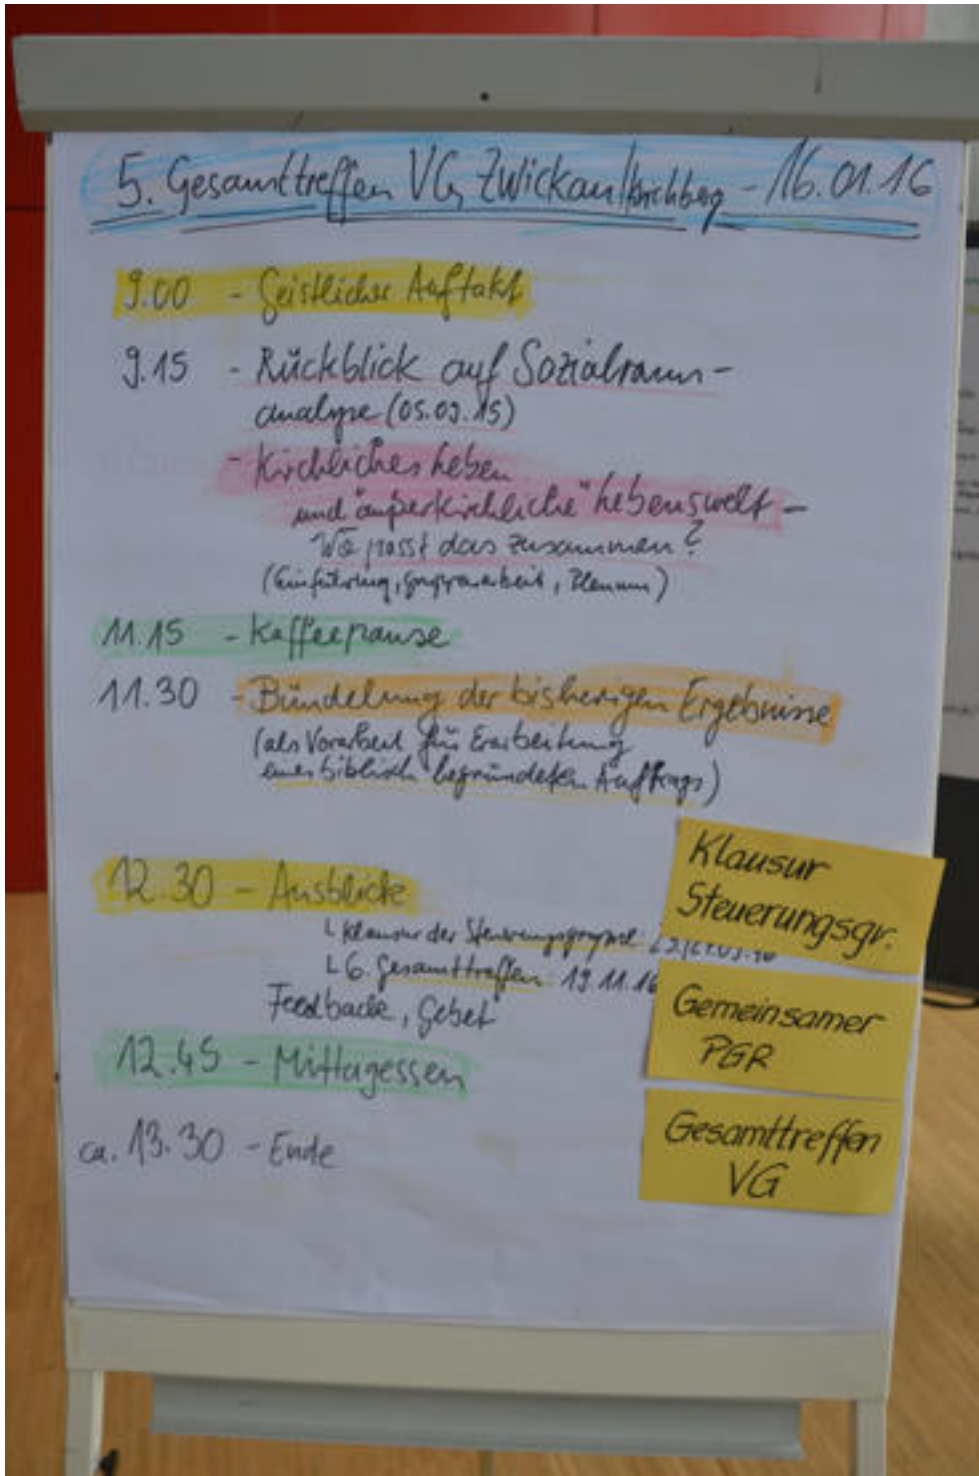 5. Gesamttreffen VG Zwickau/Kirchberg - 16.01.16
9.00 - Geistlicher Auftakt
9.15 - Rückblick auf Sozialraum-
analyse (05.09.15)
- Kirchliches Leben
und "außerkirchliche" Lebenswelt -
Wo passt das zusammen?
(Einführung, Gruppenarbeit, Plenum)
11.15 - Kaffeepause
11.30 - Bündelung der bisherigen Ergebnisse
(als Vorarbeit für Erarbeitung
eines biblisch begründeten Auftrags)
12.30 - Ausblicke
L Klausur der Steuerungsgruppe:
L 6. Gesamttreffen: 19.11.16
Feedback, Gebet
12.45 - Mittagessen
ca. 13.30 - Ende
Klausur
Steuerungsgr.
Gemeinsamer
PGR
Gesamttreffen
VG